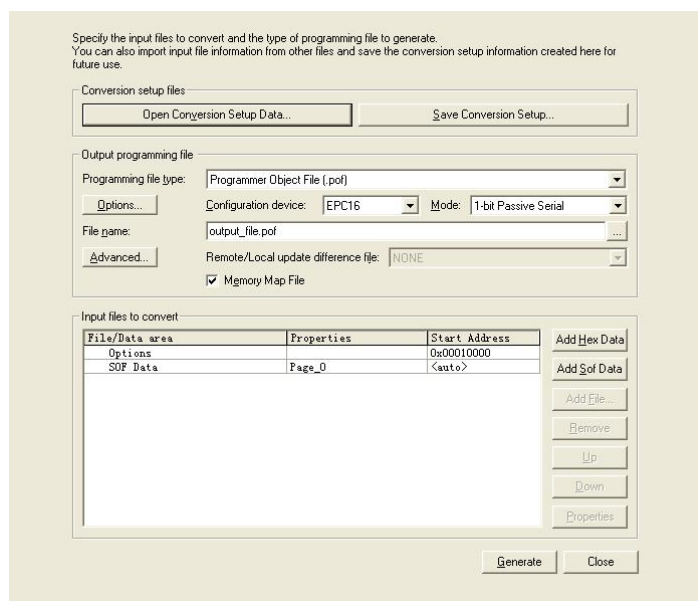 Specify the input files to convert and the type of programming file to generate.
You can also import input file information from other files and save the conversion setup information created here for
future use.
Conversion setup files
Open Conversion Setup Data...
Save Conversion Setup...
Output programming file
Programming file type:
Programmer Object File (.pof)
Options...
Configuration device:
EPC16
Mode:
1-bit Passive Serial
File name:
output_file.pof
...
Advanced...
Remote/Local update difference file:
NONE
Memory Map File
Input files to convert
File/Data area Properties Start Address
Options 0x00010000
SOF Data Page_0 <auto>
Add Hex Data
Add Sof Data
Add File...
Remove
Up
Down
Properties
Generate
Close